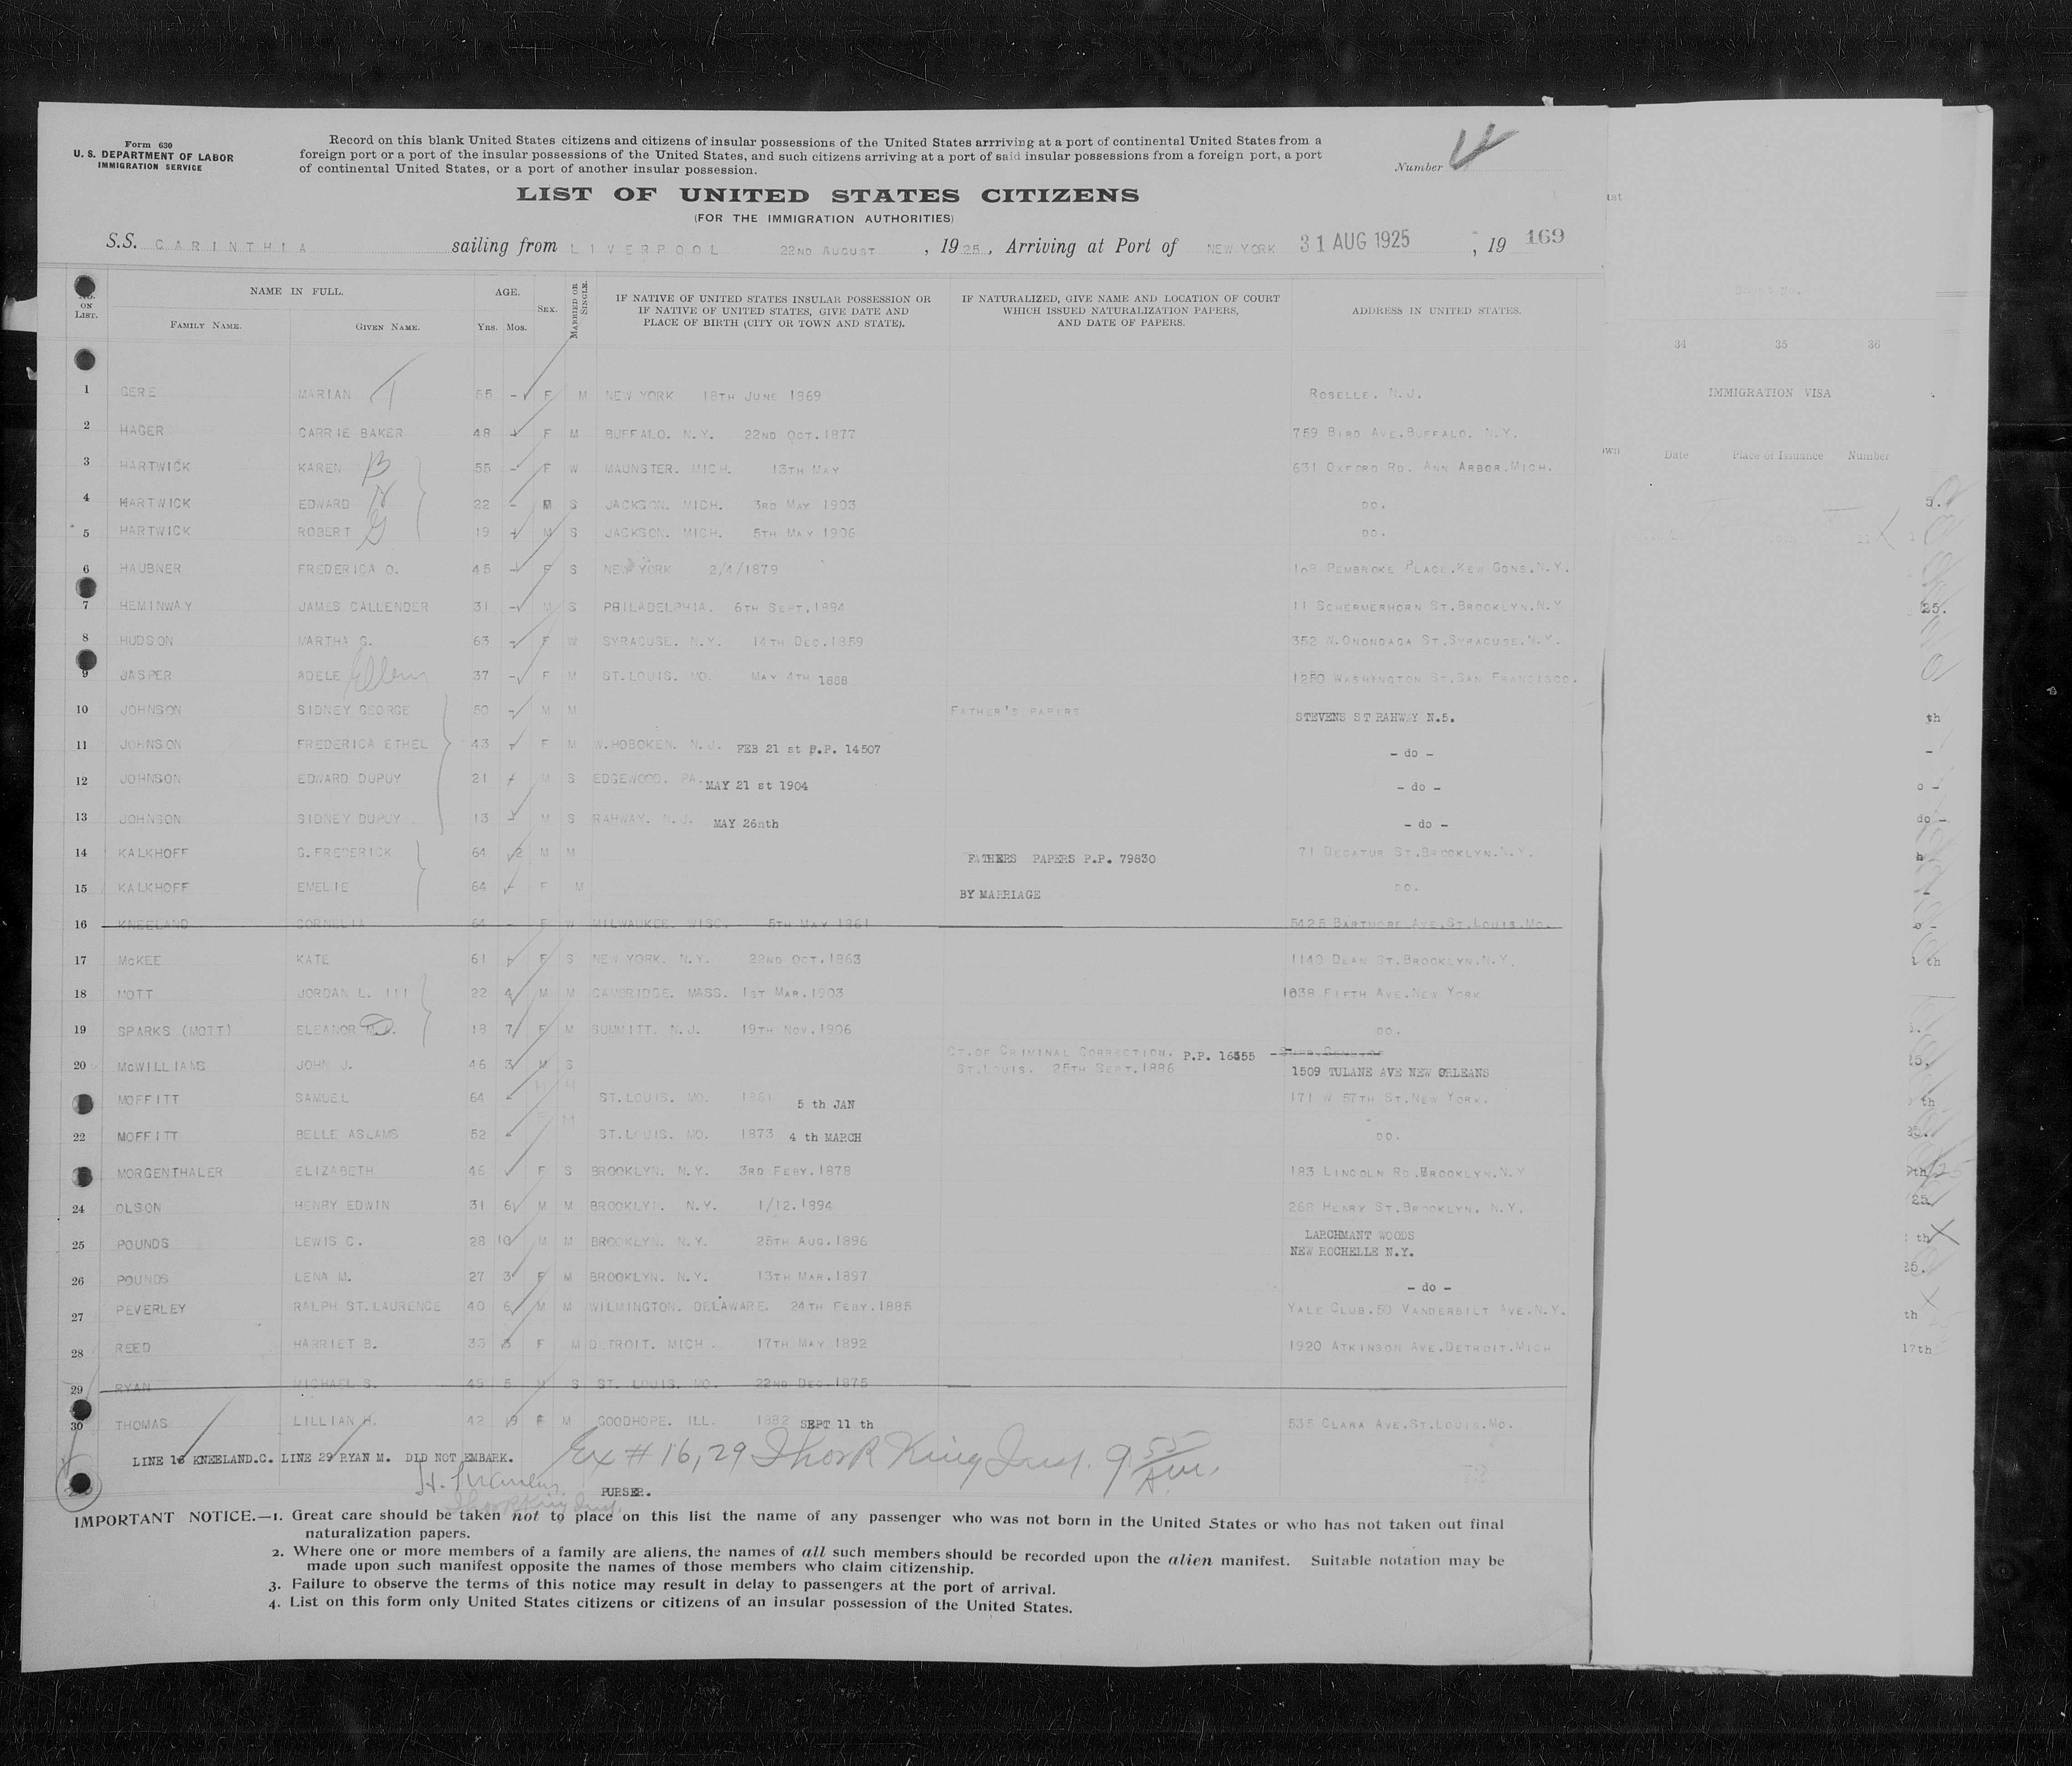 Form 630
U. S. DEPARTMENT OF LABOR
IMMIGRATION SERVICE
Record on this blank United States citizens and citizens of insular possessions of the United States arrriving at a port of continental United States from a
foreign port or a port of the insular possessions of the United States, and such citizens arriving at a port of said insular possessions from a foreign port, a port
of continental United States, or a port of another insular possession.
Number
LIST OF UNITED STATES CITIZENS
(FOR THE IMMIGRATION AUTHORITIES)
S.S. CARINTHIA sailing from LIVERPOOL 22ND AUGUST , 1925, Arriving at Port of NEW YORK 31 AUG 1925 , 19 169
No. ON LIST. NAME IN FULL. AGE. SEX. MARRIED OR SINGLE. IF NATIVE OF UNITED STATES INSULAR POSSESSION OR IF NATIVE OF UNITED STATES, GIVE DATE AND PLACE OF BIRTH (CITY OR TOWN AND STATE). IF NATURALIZED, GIVE NAME AND LOCATION OF COURT WHICH ISSUED NATURALIZATION PAPERS, AND DATE OF PAPERS. ADDRESS IN UNITED STATES.
FAMILY NAME. GIVEN NAME. Yrs. Mos.
1 GERE MARIAN T 55 - F M NEW YORK 18TH JUNE 1869 ROSELLE. N.J.
2 HAGER CARRIE BAKER 48 - F M BUFFALO. N.Y. 22ND OCT.1877 759 BIRD AVE.BUFFALO. N.Y.
3 HARTWICK KAREN B 55 - F W MAUNSTER. MICH. 13TH MAY 631 OXFORD RD. ANN ARBOR.MICH.
4 HARTWICK EDWARD 22 - M S JACKSON. MICH. 3RD MAY 1903 DO.
5 HARTWICK ROBERT G 19 - M S JACKSON. MICH. 5TH MAY 1906 DO.
6 HAUBNER FREDERICA O. 45 - F S NEW YORK 2/4/1879 108 PEMBROKE PLACE.KEW GDNS.N.Y.
7 HEMINWAY JAMES CALLENDER 31 - M S PHILADELPHIA. 6TH SEPT.1894 11 SCHERMERHORN ST.BROOKLYN.N.Y
8 HUDSON MARTHA G. 63 - F W SYRACUSE. N.Y. 14TH DEC.1859 352 W.ONONDAGA ST.SYRACUSE.N.Y.
9 JASPER ADELE Ellen 37 - F M ST.LOUIS. MO. MAY 4TH 1888 1280 WASHINGTON ST.SAN FRANCISCO.
10 JOHNSON SIDNEY GEORGE 50 - M M FATHER'S PAPERS STEVENS ST RAHWAY N.5.
11 JOHNSON FREDERICA ETHEL 43 - F M W.HOBOKEN. N.J. FEB 21 st P.P. 14507 - do -
12 JOHNSON EDWARD DUPUY 21 - M S EDGEWOOD. PA. MAY 21 st 1904 - do -
13 JOHNSON SIDNEY DUPUY 13 - M S RAHWAY. N.J. MAY 26nth - do -
14 KALKHOFF G.FREDERICK 64 2 M M FATHERS PAPERS P.P. 79830 71 DECATUR ST.BROOKLYN.N.Y.
15 KALKHOFF EMELIE 64 - F M BY MARRIAGE DO.
16 KNEELAND CORNELIA 64 - F W MILWAUKEE. WISC. 5TH MAY 1861 5425 BARTMORE AVE.ST.LOUIS.MO.
17 McKEE KATE 61 - F S NEW YORK. N.Y. 22ND OCT.1863 1140 DEAN ST.BROOKLYN.N.Y.
18 MOTT JORDAN L. III 22 4 M M CAMBRIDGE. MASS. 1ST MAR.1903 1038 FIFTH AVE.NEW YORK
19 SPARKS (MOTT) ELEANOR 18 7 F M SUMMITT. N.J. 19TH NOV.1906 DO.
20 McWILLIAMS JOHN J. 46 3 M S CT.OF CRIMINAL CORRECTION. P.P. 16455
ST.LOUIS. 25TH SEPT.1886 1509 TULANE AVE NEW ORLEANS
MOFFITT SAMUEL 64 M M ST.LOUIS. MO. 1861 5 th JAN 171 W 57TH ST.NEW YORK.
22 MOFFITT BELLE ASLAMS 52 F M ST.LOUIS. MO. 1873 4 th MARCH DO.
MORGENTHALER ELIZABETH 46 F S BROOKLYN. N.Y. 3RD FEBY.1878 183 LINCOLN RD.BROOKLYN.N.Y
24 OLSON HENRY EDWIN 31 6 M M BROOKLYN. N.Y. 1/12.1894 268 HENRY ST.BROOKLYN. N.Y.
25 POUNDS LEWIS C. 28 10 M M BROOKLYN. N.Y. 25TH AUG.1896 LARCHMANT WOODS
NEW ROCHELLE N.Y.
26 POUNDS LENA M. 27 3 F M BROOKLYN. N.Y. 13TH MAR.1897 - do -
27 PEVERLEY RALPH ST.LAURENCE 40 6 M M WILMINGTON. DELAWARE. 24TH FEBY.1885 YALE CLUB.50 VANDERBILT AVE.N.Y.
28 REED HARRIET B. 33 3 F M DETROIT. MICH. 17TH MAY 1892 1920 ATKINSON AVE.DETROIT.MICH
29 RYAN MICHAEL S. 49 5 M S ST. LOUIS. MO. 22ND DEC.1875
30 THOMAS LILLIAN H. 42 9 F M GOODHOPE. ILL. 1882 SEPT 11 th 535 CLARA AVE.ST.LOUIS.MO.
LINE 16 KNEELAND.C. LINE 29 RYAN M. DID NOT EMBARK.
Ex # 16, 29
PURSER.
IMPORTANT NOTICE.—1. Great care should be taken not to place on this list the name of any passenger who was not born in the United States or who has not taken out final
naturalization papers.
2. Where one or more members of a family are aliens, the names of all such members should be recorded upon the alien manifest. Suitable notation may be
made upon such manifest opposite the names of those members who claim citizenship.
3. Failure to observe the terms of this notice may result in delay to passengers at the port of arrival.
4. List on this form only United States citizens or citizens of an insular possession of the United States.
34 35 36
IMMIGRATION VISA
Date Place of Issuance Number